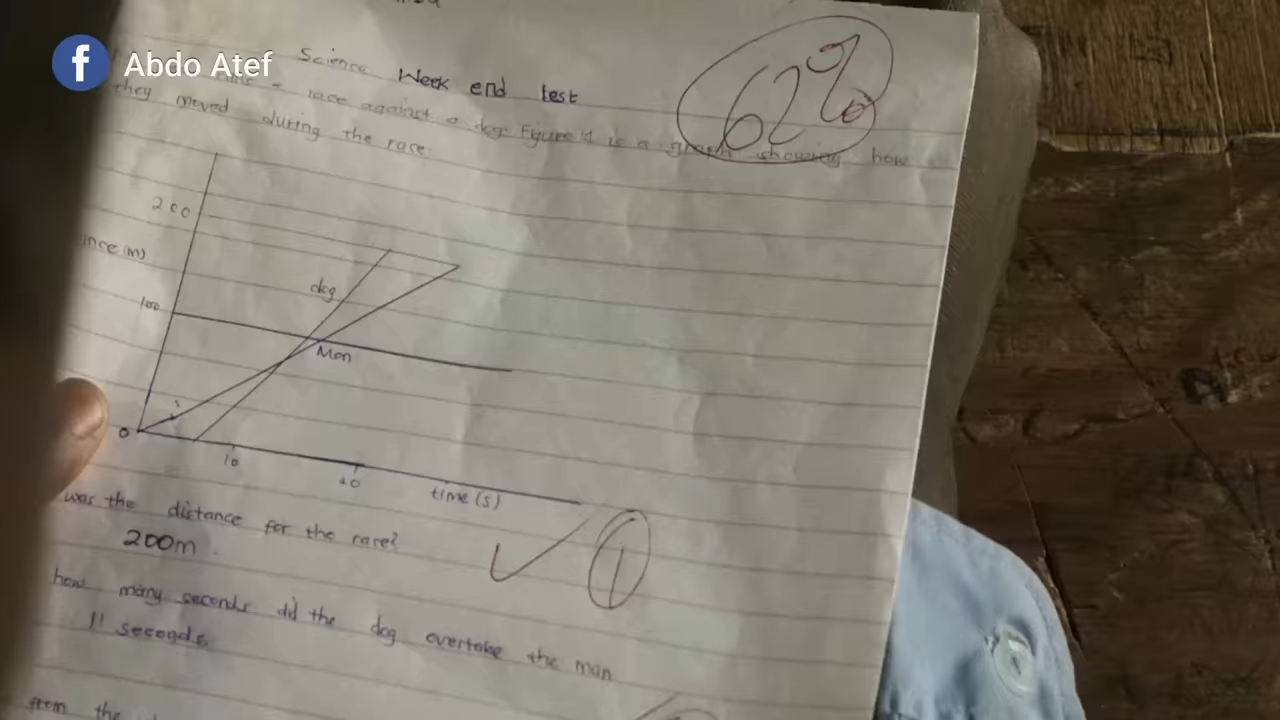 Abdo Atef
Science Week end test
62%
race against a dog. Figure 1 is a graph showing how
they moved during the race.
200
nce (m)
dog
100
Man
0
10
20
time (s)
was the distance for the race?
200m.
1
how many seconds did the dog overtake the man
11 seconds
from the